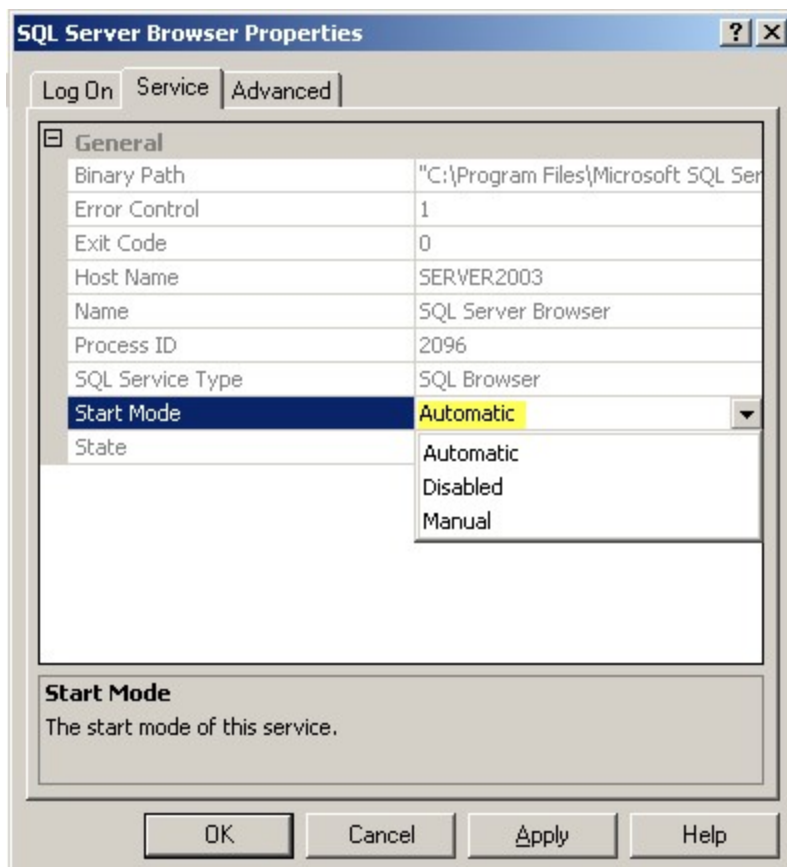 SQL Server Browser Properties
Log On Service Advanced
General
Binary Path "C:\Program Files\Microsoft SQL Ser
Error Control 1
Exit Code 0
Host Name SERVER2003
Name SQL Server Browser
Process ID 2096
SQL Service Type SQL Browser
Start Mode Automatic
State Automatic
Disabled
Manual
Start Mode
The start mode of this service.
OK Cancel Apply Help